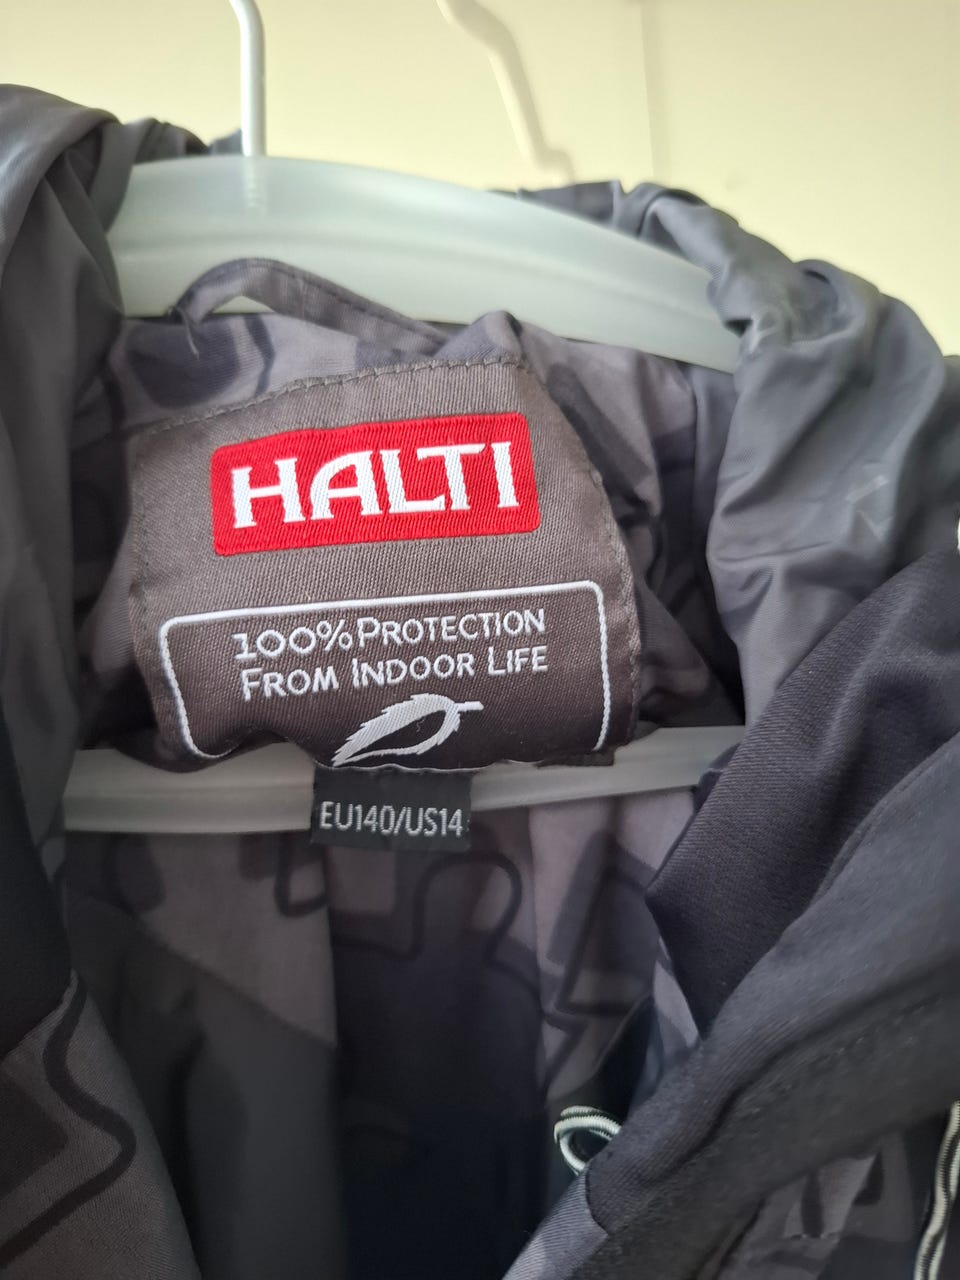 HALTI
100% PROTECTION
FROM INDOOR LIFE
EU140/US14